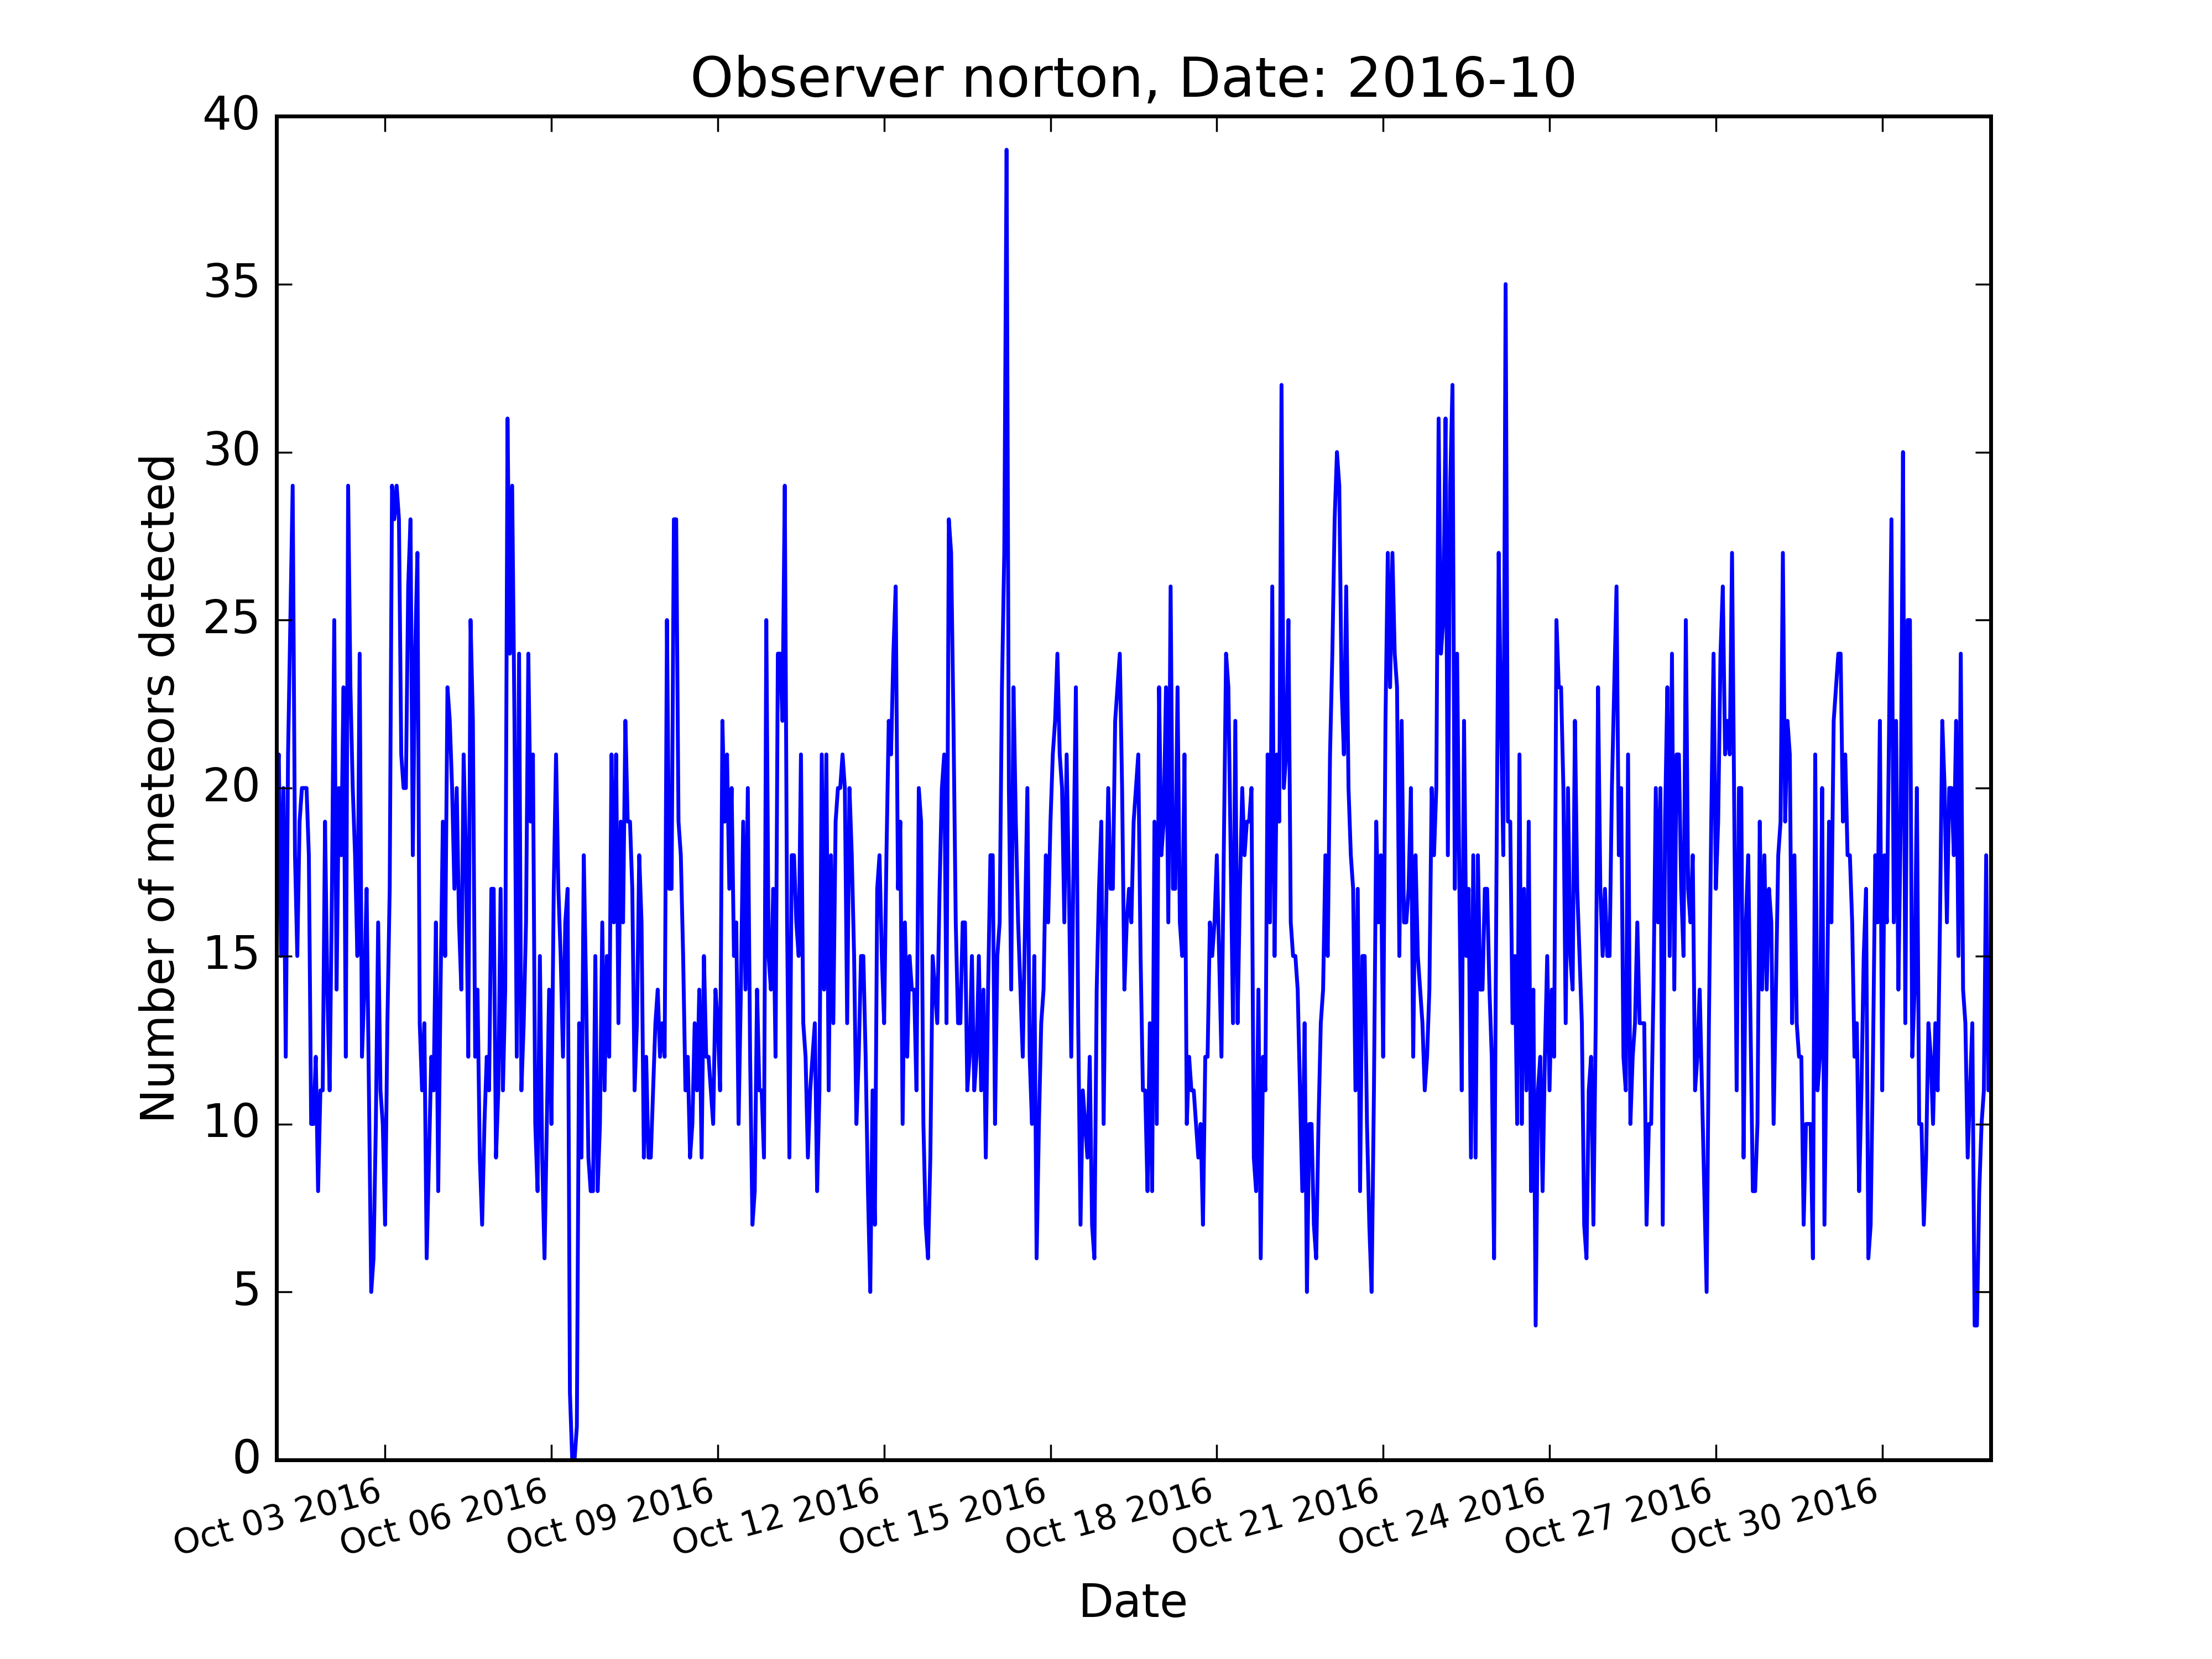 Observer norton, Date: 2016-10
40
35
30
25
20
15
10
5
0
Number of meteors detected
Oct 03 2016
Oct 06 2016
Oct 09 2016
Oct 12 2016
Oct 15 2016
Oct 18 2016
Oct 21 2016
Oct 24 2016
Oct 27 2016
Oct 30 2016
Date